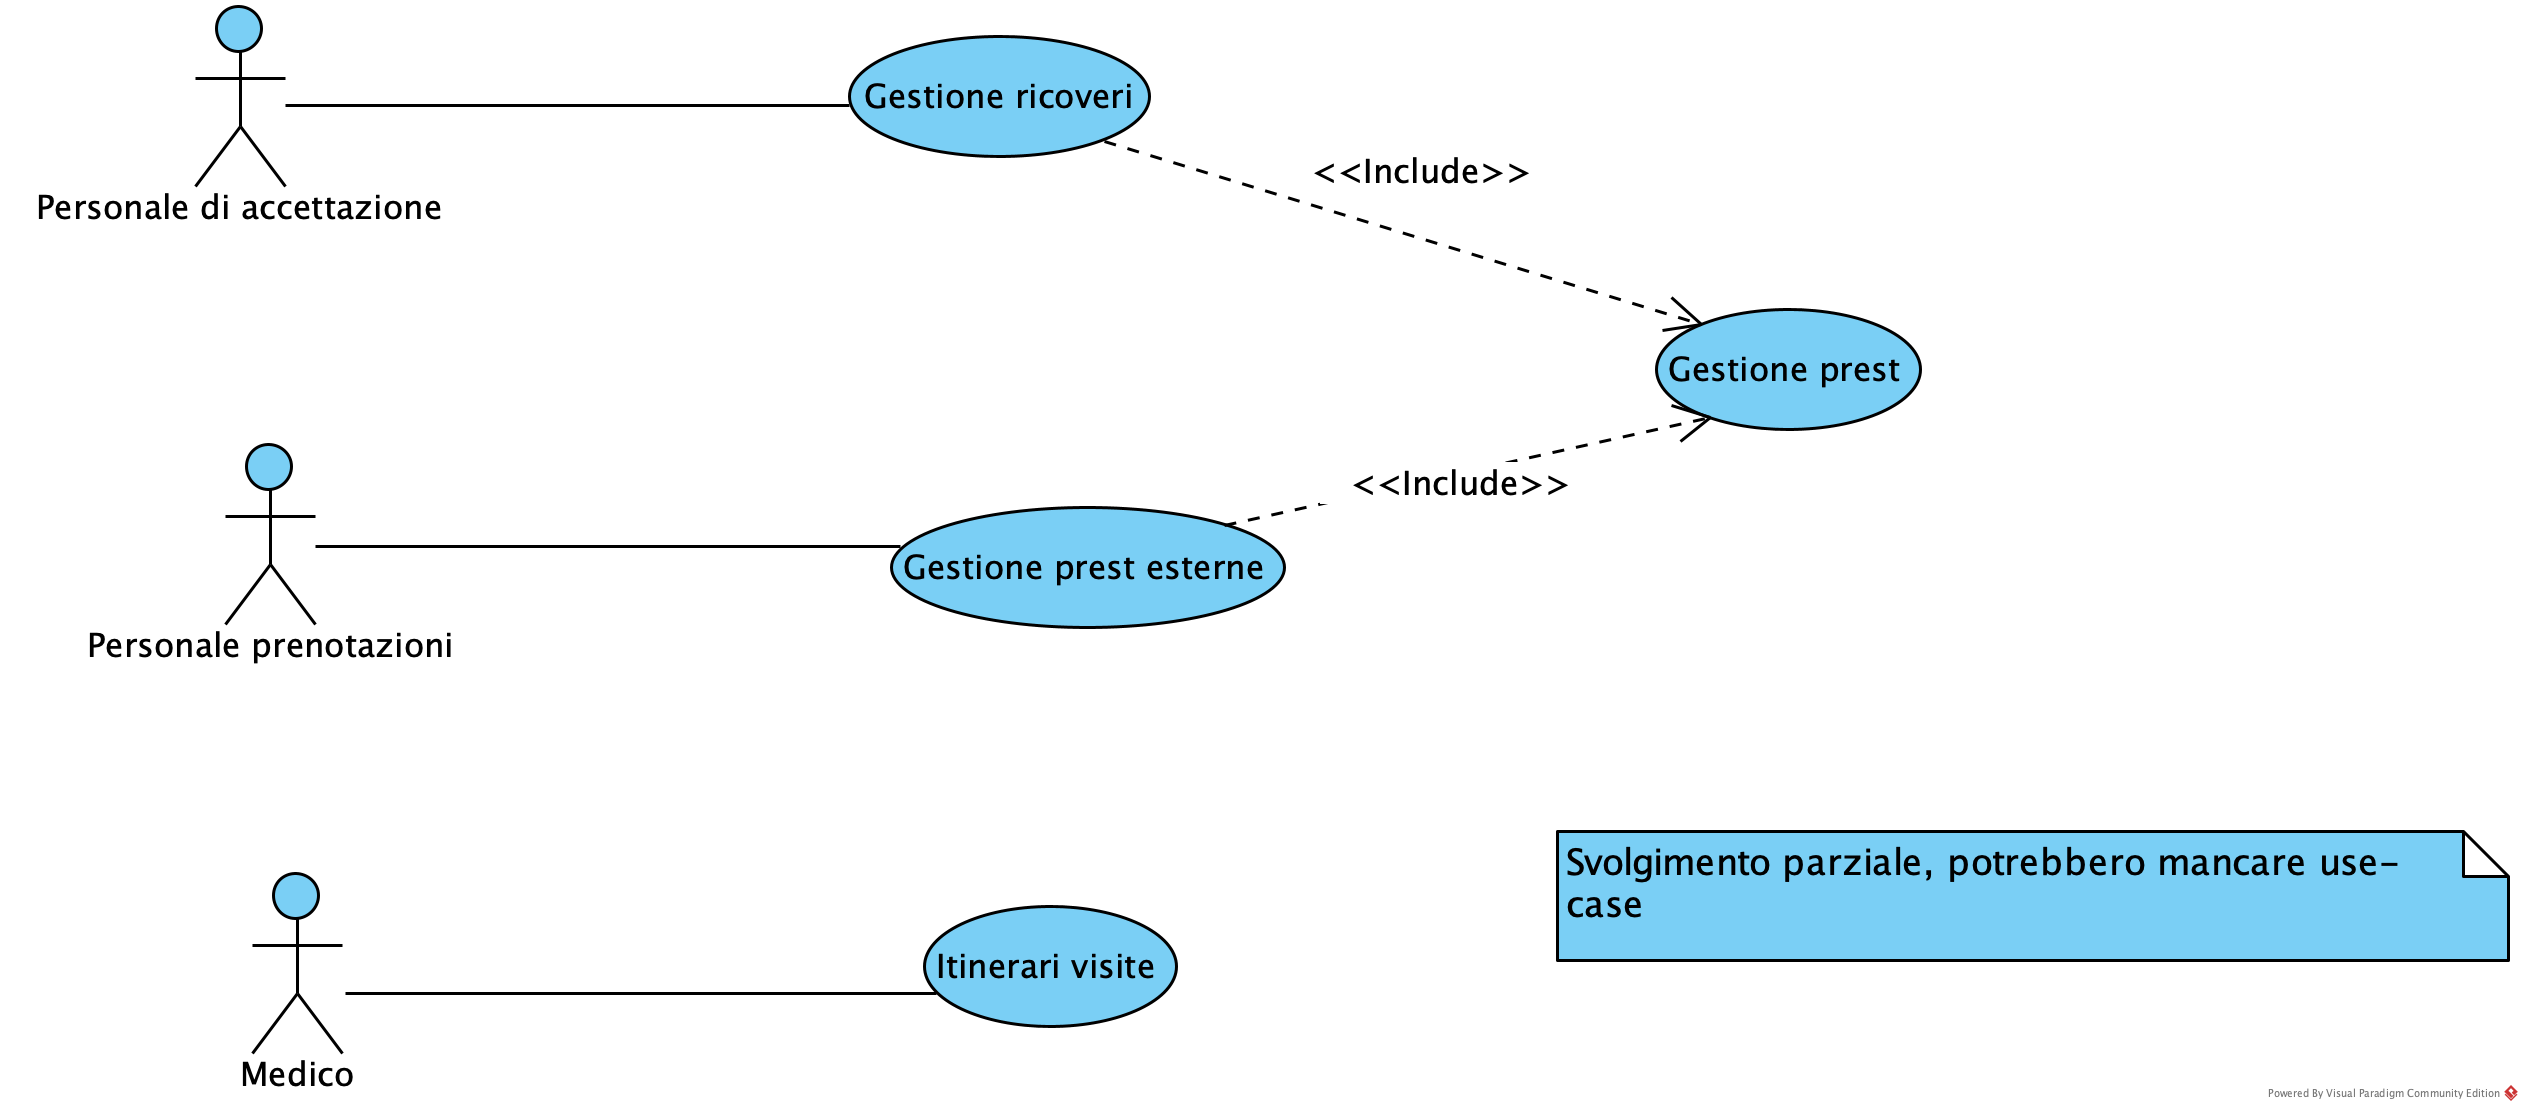 Gestione ricoveri
<<Include>>
Personale di accettazione
Gestione prest
<<Include>>
Gestione prest esterne
Personale prenotazioni
Svolgimento parziale, potrebbero mancare use-
case
Itinerari visite
Medico
Powered By Visual Paradigm Community Edition